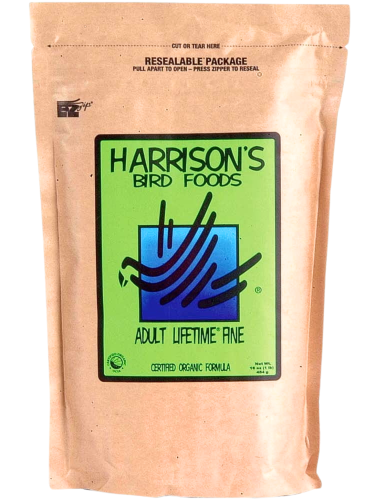 CUT OR TEAR HERE
RESEALABLE PACKAGE
PULL APART TO OPEN – PRESS ZIPPER TO RESEAL
EZ
HARRISON'S
BIRD FOODS
®
ADULT LIFETIME® FINE
CERTIFIED ORGANIC FORMULA
Net Wt.
16 oz (1 lb)
454 g